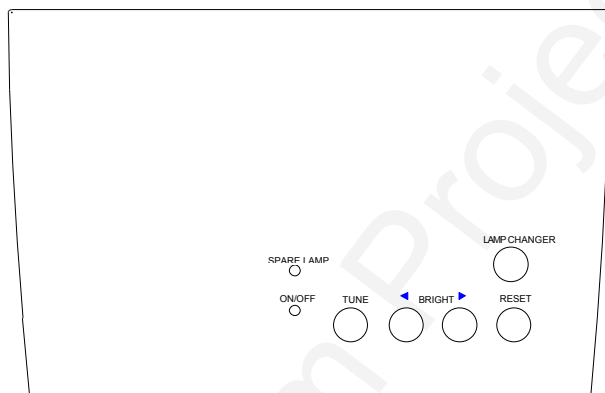 LAMP CHANGER
SPARE LAMP
ON/OFF TUNE ◄ BRIGHT ► RESET